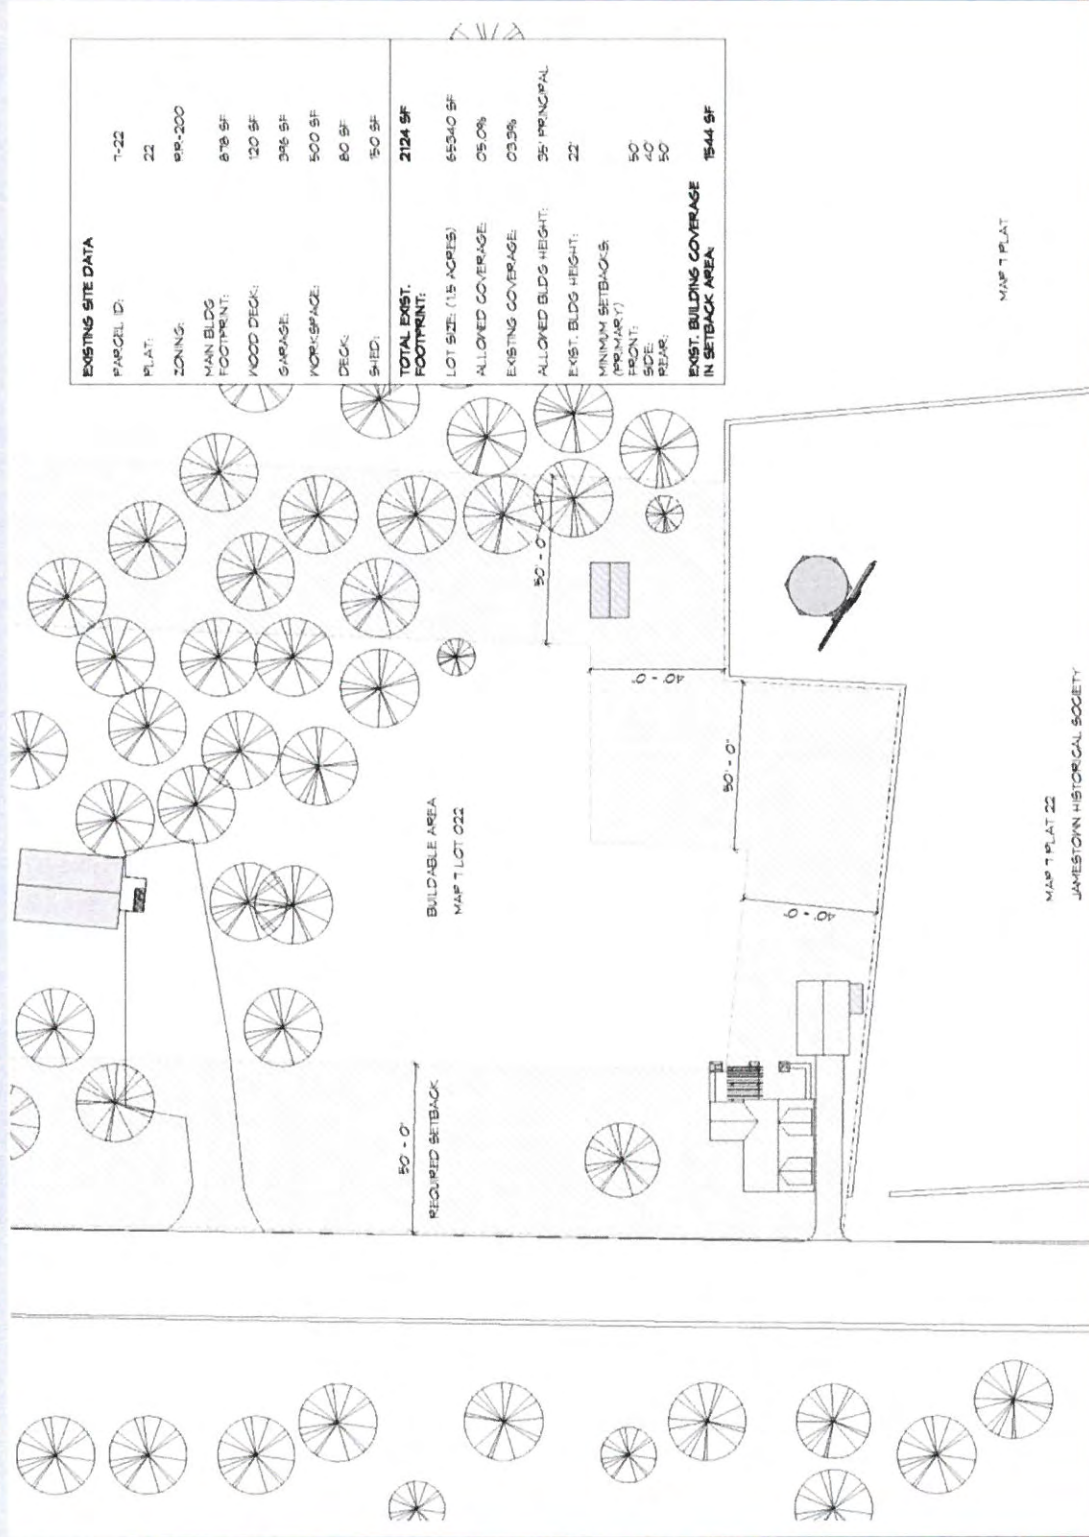 EXISTING SITE DATA
PARCEL ID: 7-22
PLAT: 22
ZONING: RR-200
MAIN BLDG
FOOTPRINT: 878 SF
WOOD DECK: 120 SF
GARAGE: 396 SF
WORKSPACE: 500 SF
DECK: 80 SF
SHED: 150 SF
TOTAL EXIST.
FOOTPRINT: 2124 SF
LOT SIZE: (1.5 ACRES) 65340 SF
ALLOWED COVERAGE: 05.0%
EXISTING COVERAGE: 03.3%
ALLOWED BLDG HEIGHT: 35' PRINCIPAL
EXIST. BLDG HEIGHT: 22'
MINIMUM SETBACKS:
(PRIMARY)
FRONT: 50'
SIDE: 40'
REAR: 50'
EXIST. BUILDING COVERAGE
IN SETBACK AREA: 1544 SF
50' - 0"
REQUIRED SETBACK
BUILDABLE AREA
MAP 7 LOT 022
50' - 0"
40' - 0"
50' - 0"
40' - 0"
MAP 7 PLAT
MAP 7 PLAT 22
JAMESTOWN HISTORICAL SOCIETY